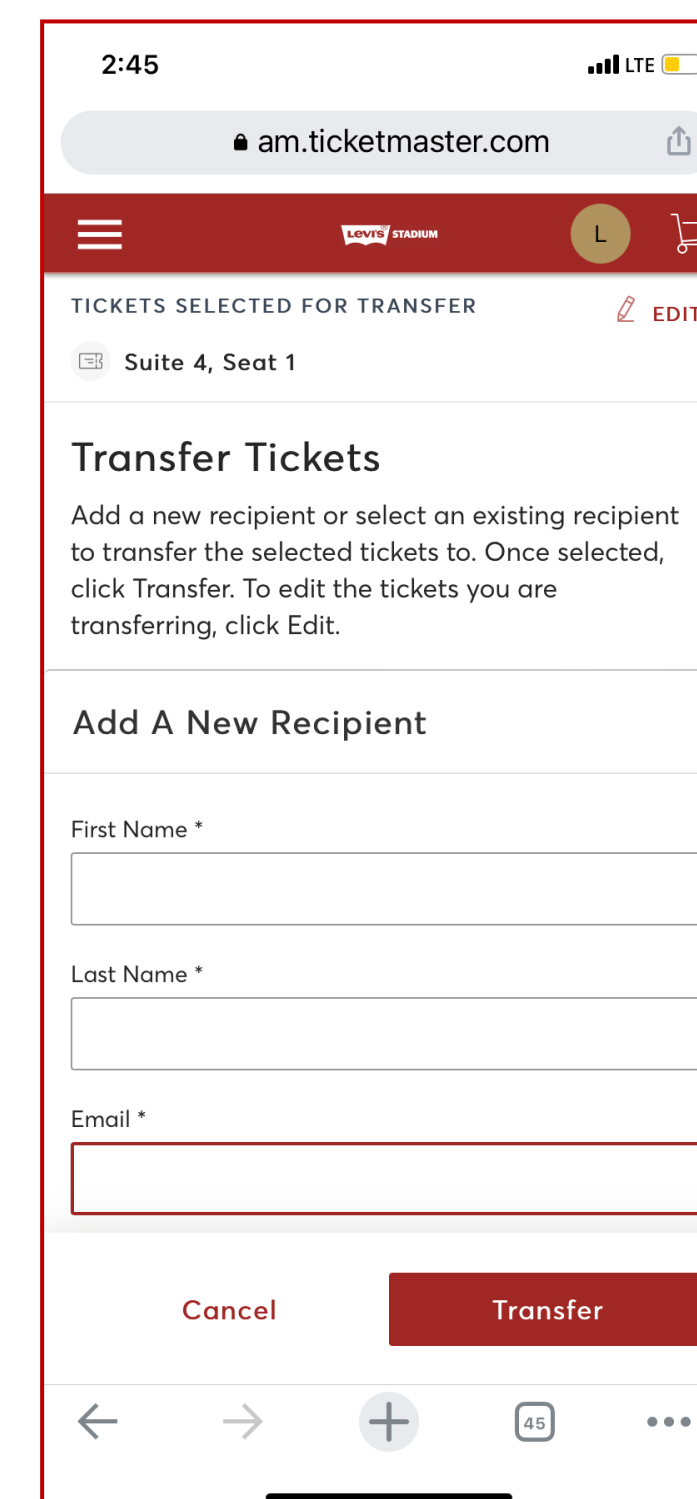 2:45
LTE
am.ticketmaster.com
LEVI'S STADIUM
L
TICKETS SELECTED FOR TRANSFER
EDIT
Suite 4, Seat 1
Transfer Tickets
Add a new recipient or select an existing recipient
to transfer the selected tickets to. Once selected,
click Transfer. To edit the tickets you are
transferring, click Edit.
Add A New Recipient
First Name *
Last Name *
Email *
Cancel
Transfer
45